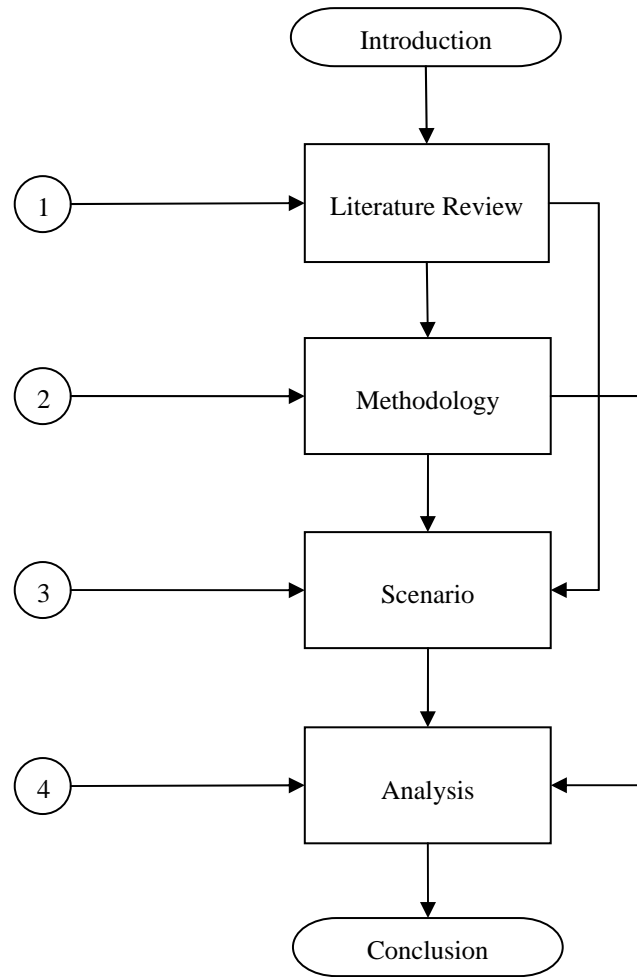 Introduction
1
Literature Review
2
Methodology
3
Scenario
4
Analysis
Conclusion